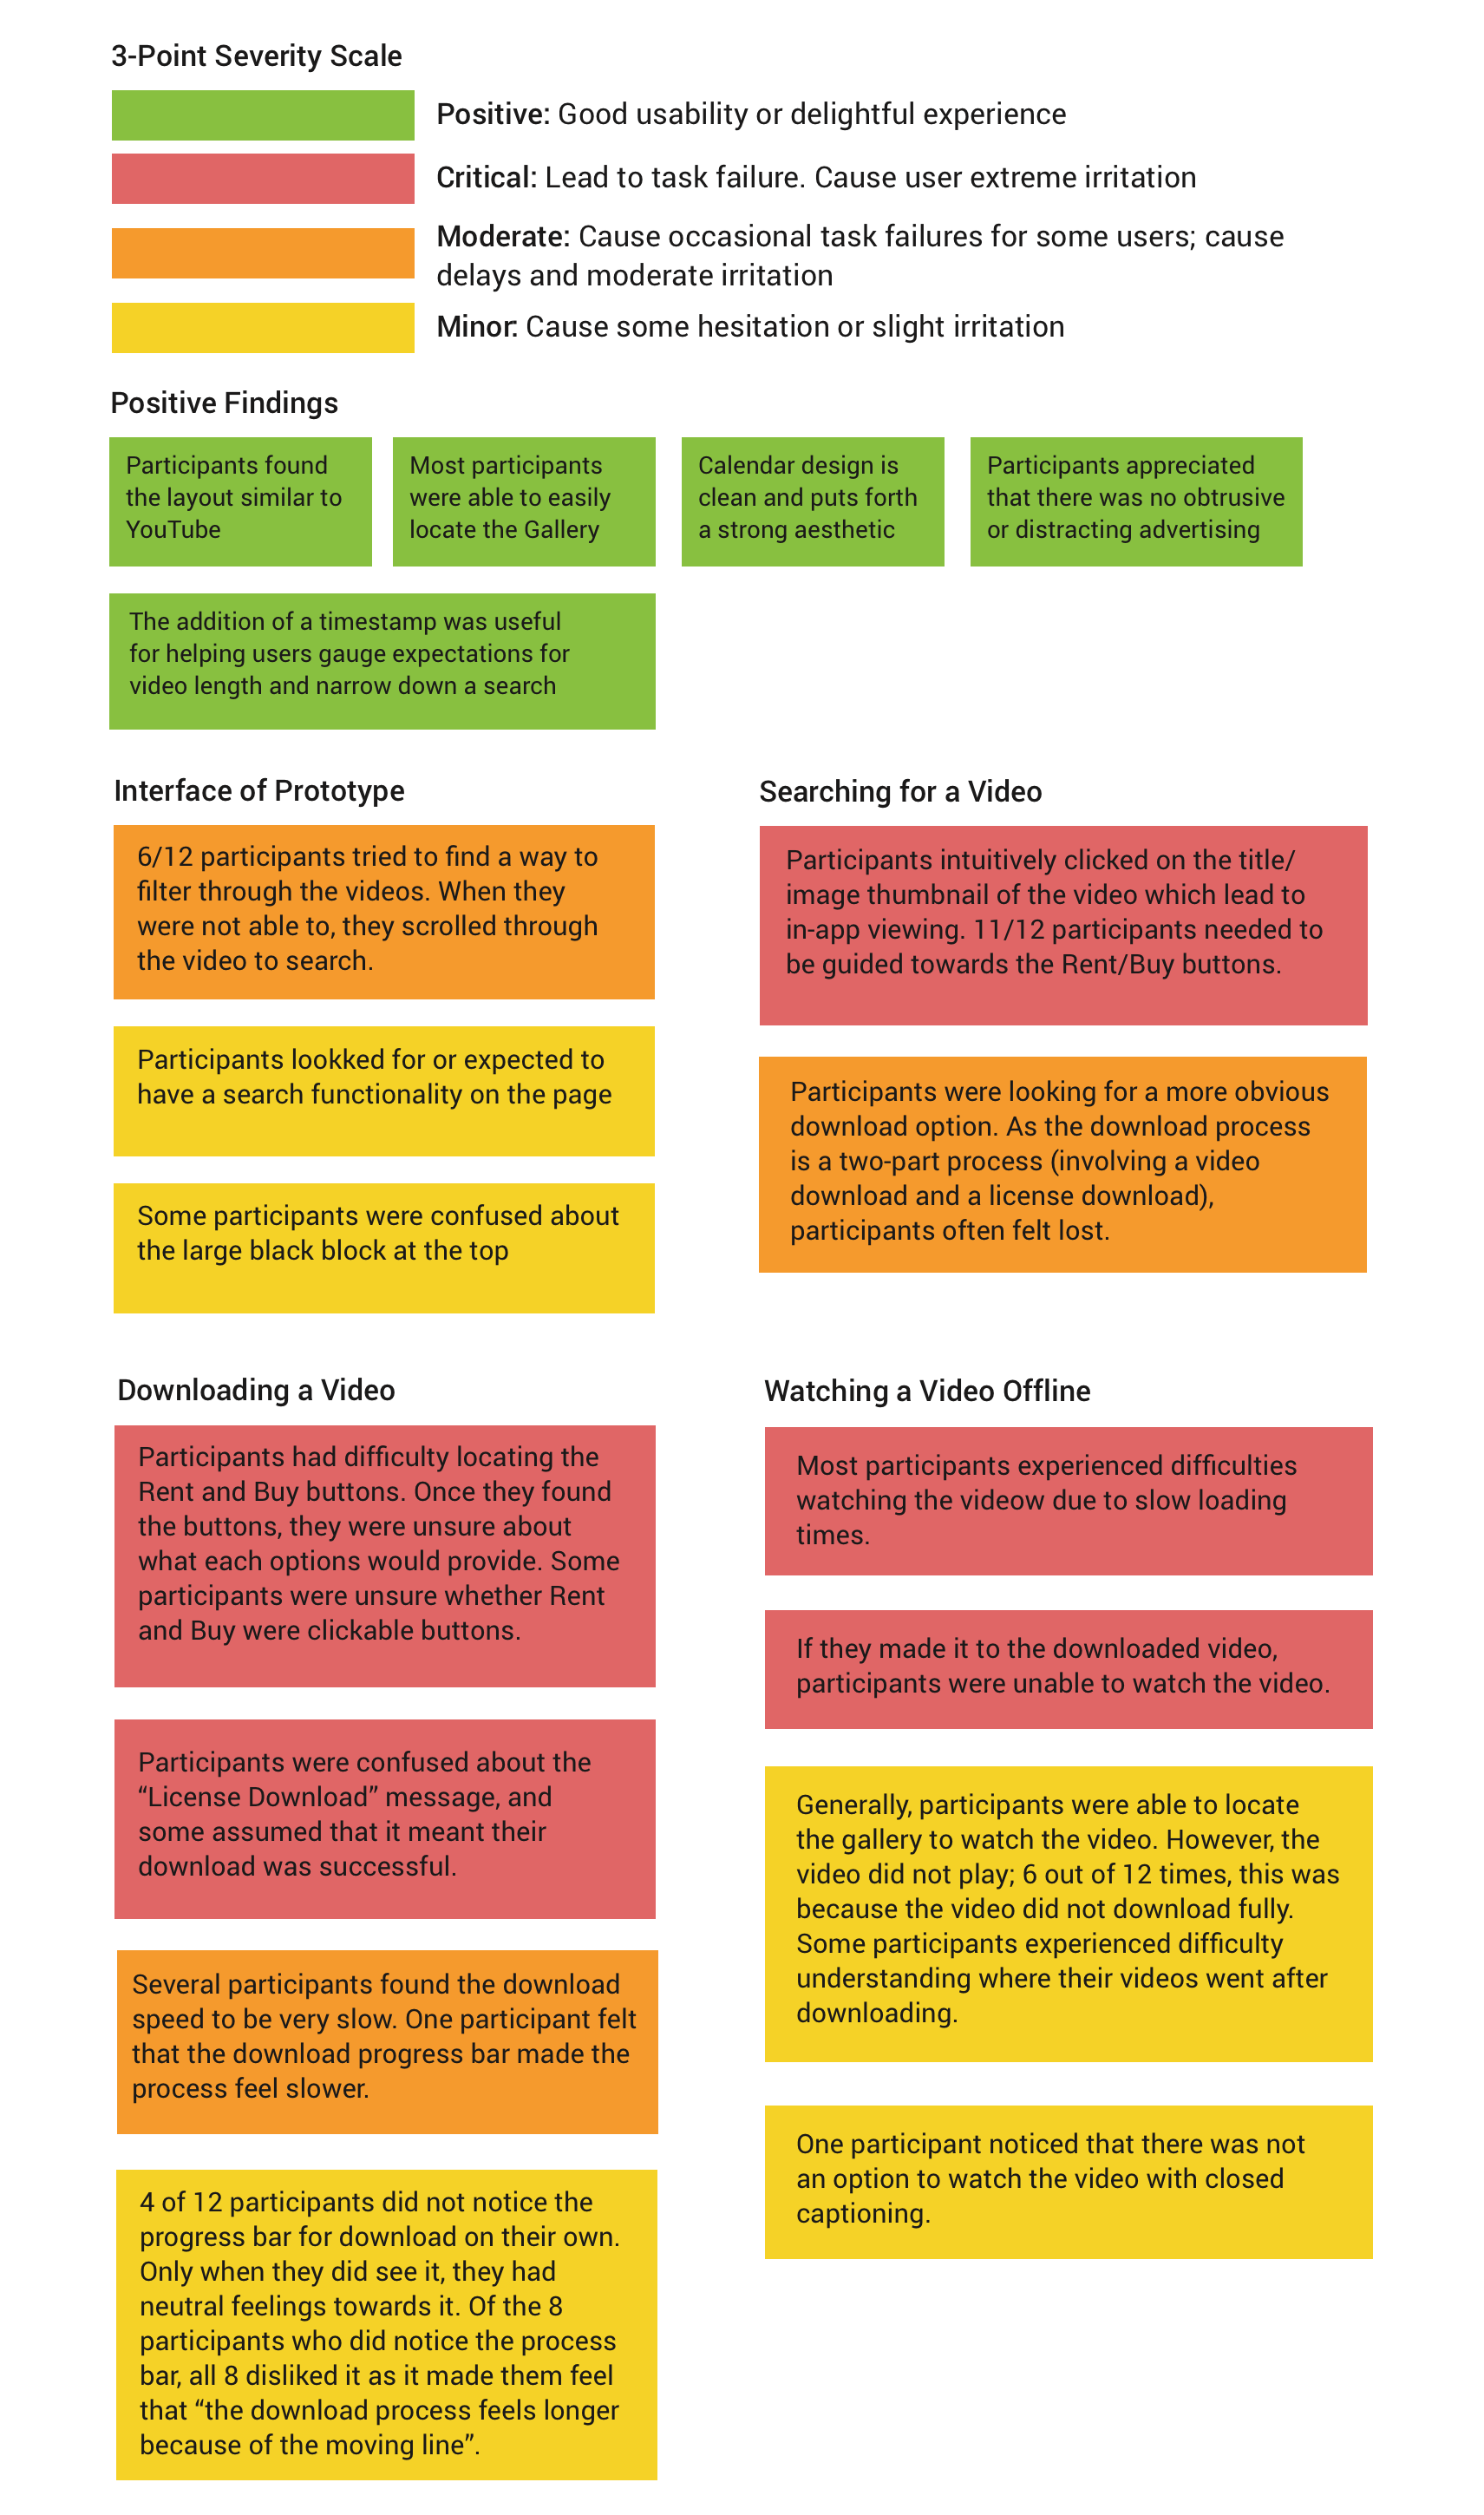 3-Point Severity Scale
Positive: Good usability or delightful experience
Critical: Lead to task failure. Cause user extreme irritation
Moderate: Cause occasional task failures for some users; cause
delays and moderate irritation
Minor: Cause some hesitation or slight irritation
Positive Findings
Participants found
the layout similar to
YouTube
Most participants
were able to easily
locate the Gallery
Calendar design is
clean and puts forth
a strong aesthetic
Participants appreciated
that there was no obtrusive
or distracting advertising
The addition of a timestamp was useful
for helping users gauge expectations for
video length and narrow down a search
Interface of Prototype
6/12 participants tried to find a way to
filter through the videos. When they
were not able to, they scrolled through
the video to search.
Participants lookked for or expected to
have a search functionality on the page
Some participants were confused about
the large black block at the top
Searching for a Video
Participants intuitively clicked on the title/
image thumbnail of the video which lead to
in-app viewing. 11/12 participants needed to
be guided towards the Rent/Buy buttons.
Participants were looking for a more obvious
download option. As the download process
is a two-part process (involving a video
download and a license download),
participants often felt lost.
Downloading a Video
Participants had difficulty locating the
Rent and Buy buttons. Once they found
the buttons, they were unsure about
what each options would provide. Some
participants were unsure whether Rent
and Buy were clickable buttons.
Participants were confused about the
“License Download” message, and
some assumed that it meant their
download was successful.
Several participants found the download
speed to be very slow. One participant felt
that the download progress bar made the
process feel slower.
4 of 12 participants did not notice the
progress bar for download on their own.
Only when they did see it, they had
neutral feelings towards it. Of the 8
participants who did notice the process
bar, all 8 disliked it as it made them feel
that “the download process feels longer
because of the moving line”.
Watching a Video Offline
Most participants experienced difficulties
watching the videow due to slow loading
times.
If they made it to the downloaded video,
participants were unable to watch the video.
Generally, participants were able to locate
the gallery to watch the video. However, the
video did not play; 6 out of 12 times, this was
because the video did not download fully.
Some participants experienced difficulty
understanding where their videos went after
downloading.
One participant noticed that there was not
an option to watch the video with closed
captioning.